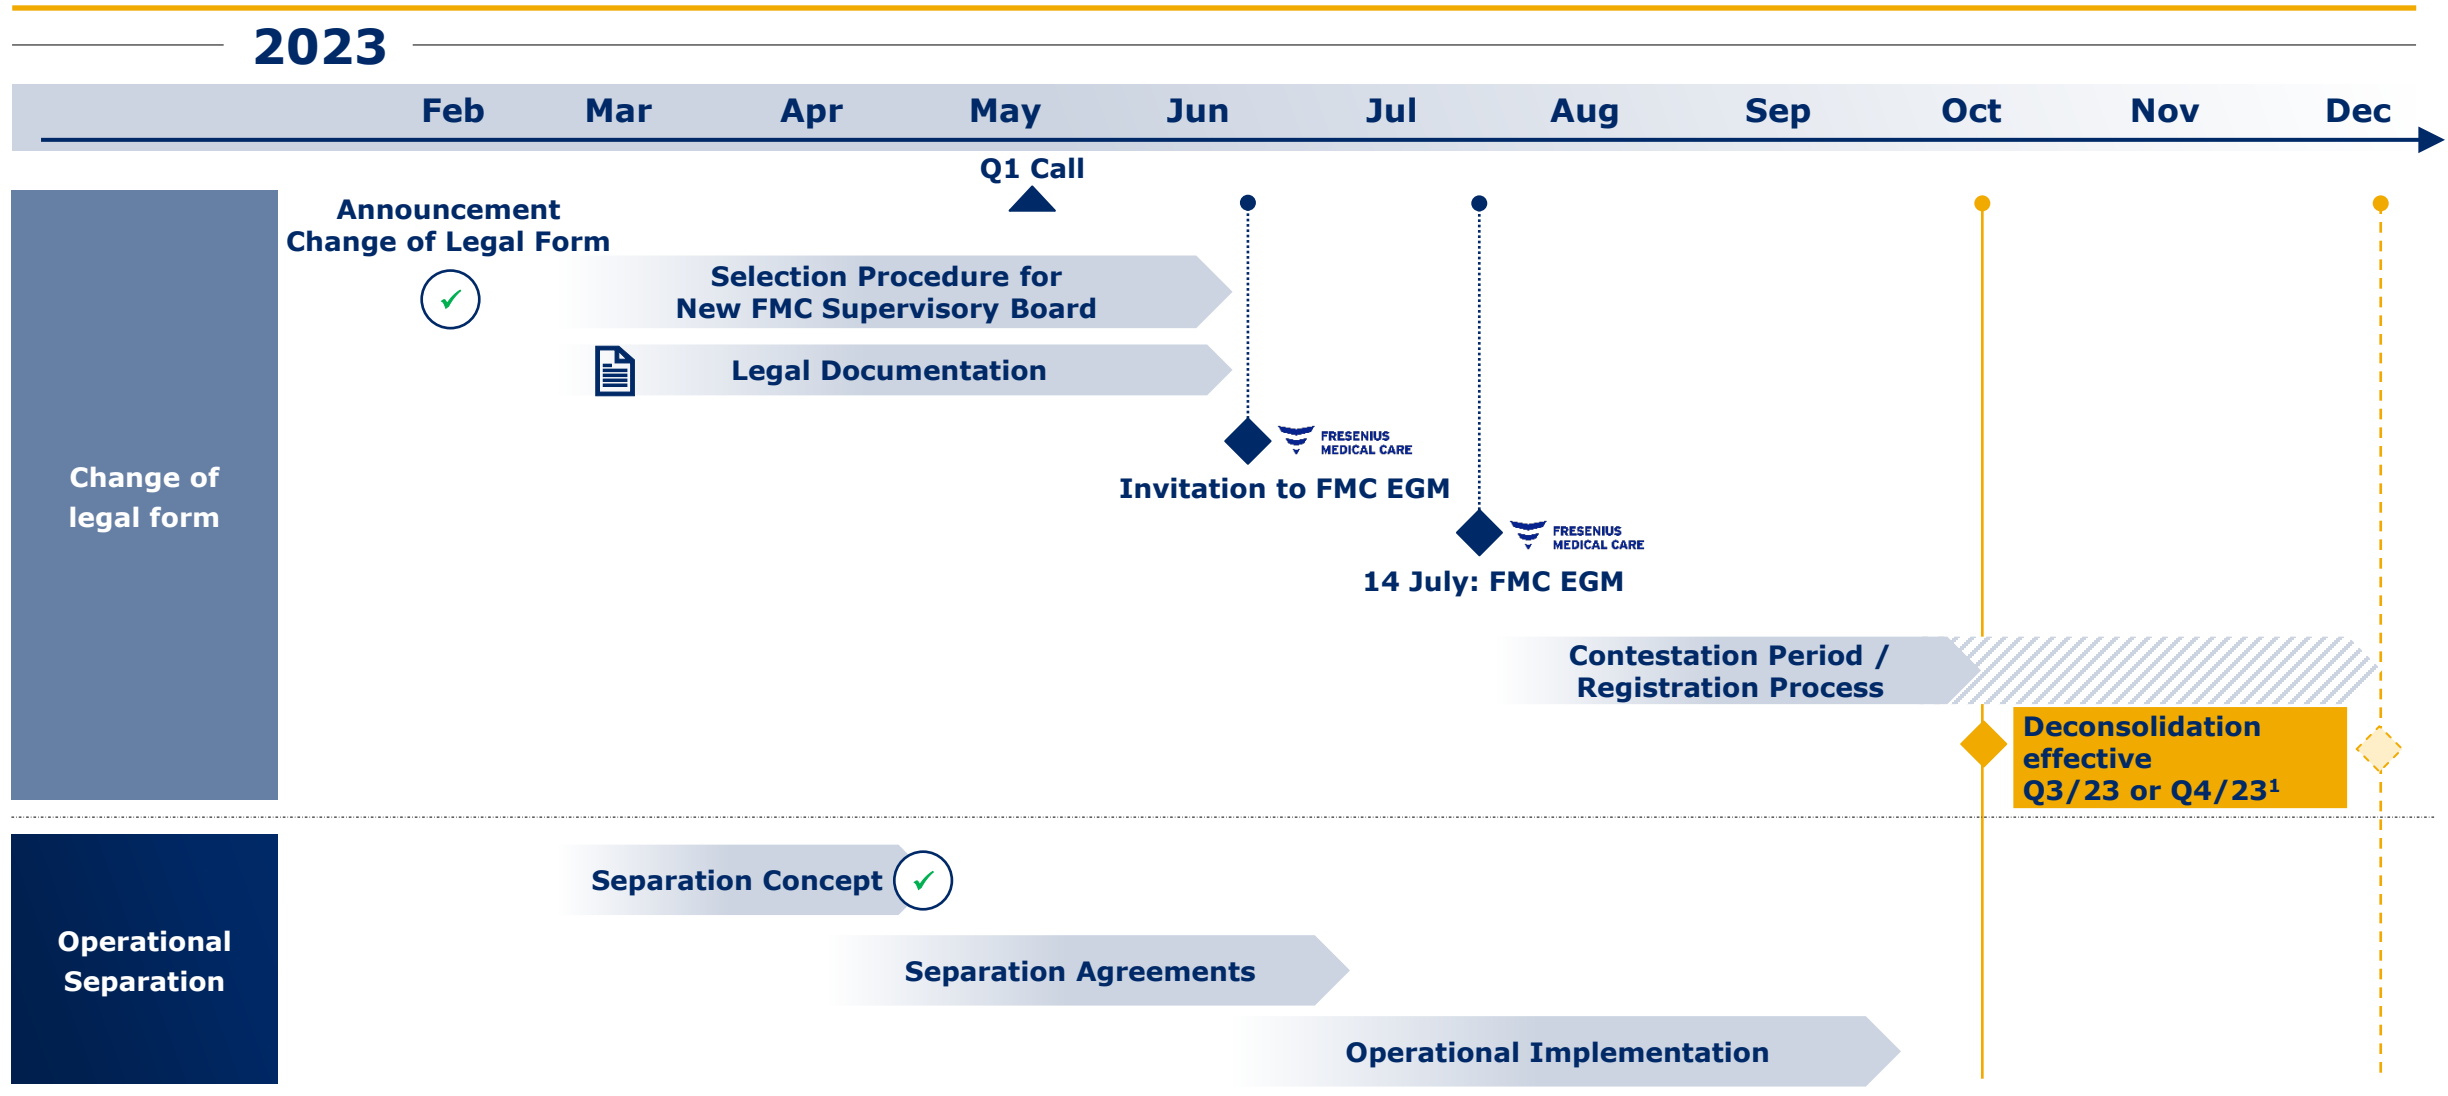 2023
Feb Mar Apr May Jun Jul Aug Sep Oct Nov Dec
Q1 Call
Announcement
Change of Legal Form
Selection Procedure for
New FMC Supervisory Board
Legal Documentation
FRESENIUS
MEDICAL CARE
Invitation to FMC EGM
FRESENIUS
MEDICAL CARE
14 July: FMC EGM
Change of
legal form
Contestation Period /
Registration Process
Deconsolidation
effective
Q3/23 or Q4/23¹
Operational
Separation
Separation Concept
Separation Agreements
Operational Implementation